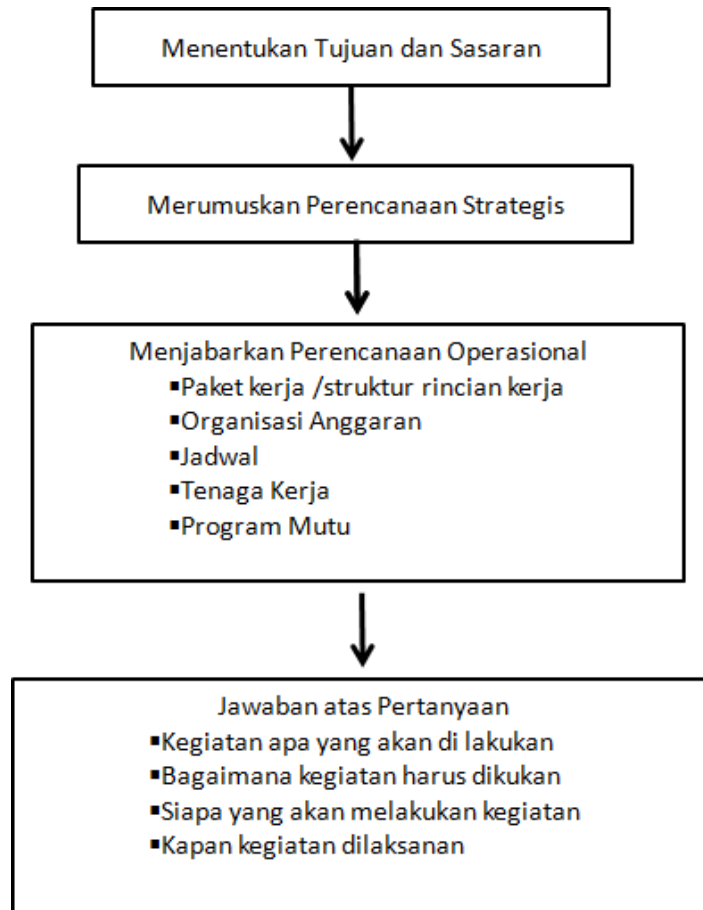 Menentukan Tujuan dan Sasaran
Merumuskan Perencanaan Strategis
Menjabarkan Perencanaan Operasional
▪Paket kerja /struktur rincian kerja
▪Organisasi Anggaran
▪Jadwal
▪Tenaga Kerja
▪Program Mutu
Jawaban atas Pertanyaan
▪Kegiatan apa yang akan di lakukan
▪Bagaimana kegiatan harus dikukan
▪Siapa yang akan melakukan kegiatan
▪Kapan kegiatan dilaksanan